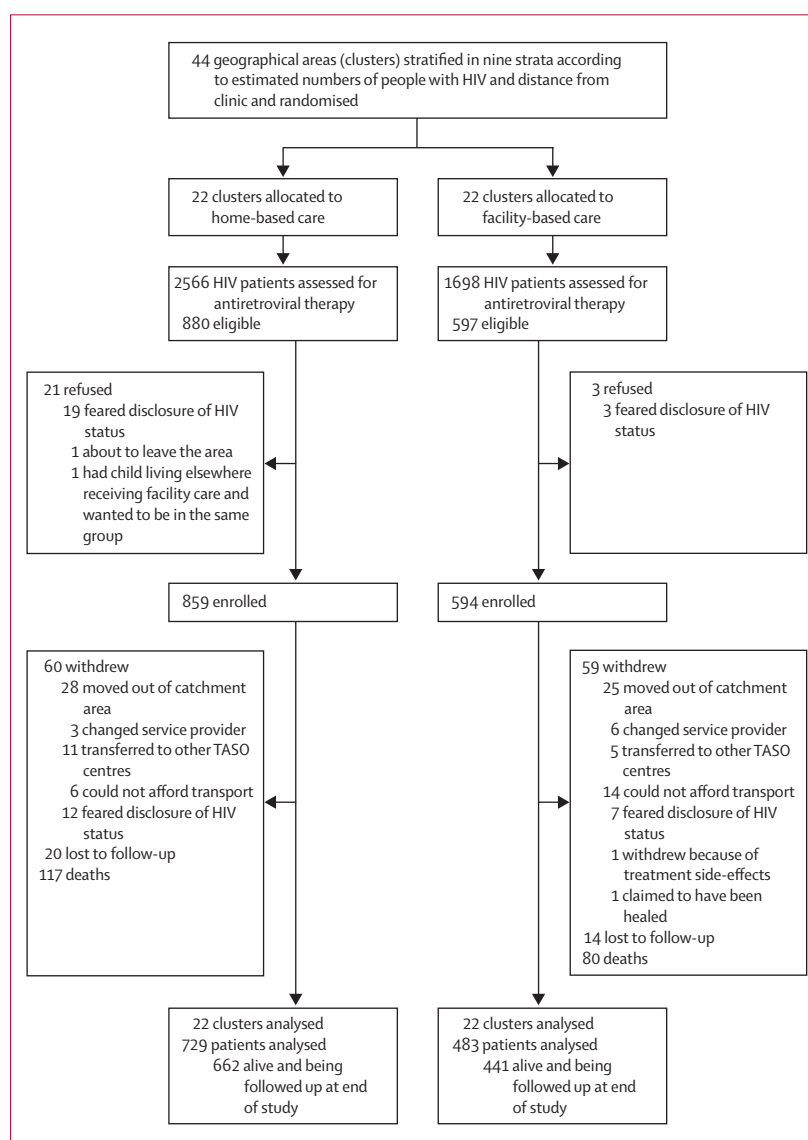 44 geographical areas (clusters) stratified in nine strata according
to estimated numbers of people with HIV and distance from
clinic and randomised
22 clusters allocated to
home-based care
22 clusters allocated to
facility-based care
2566 HIV patients assessed for
antiretroviral therapy
880 eligible
1698 HIV patients assessed for
antiretroviral therapy
597 eligible
21 refused
19 feared disclosure of HIV
status
1 about to leave the area
1 had child living elsewhere
receiving facility care and
wanted to be in the same
group
3 refused
3 feared disclosure of HIV
status
859 enrolled
594 enrolled
60 withdrew
28 moved out of catchment
area
3 changed service provider
11 transferred to other TASO
centres
6 could not afford transport
12 feared disclosure of HIV
status
20 lost to follow-up
117 deaths
59 withdrew
25 moved out of catchment
area
6 changed service provider
5 transferred to other TASO
centres
14 could not afford transport
7 feared disclosure of HIV
status
1 withdrew because of
treatment side-effects
1 claimed to have been
healed
14 lost to follow-up
80 deaths
22 clusters analysed
729 patients analysed
662 alive and being
followed up at end
of study
22 clusters analysed
483 patients analysed
441 alive and being
followed up at end
of study